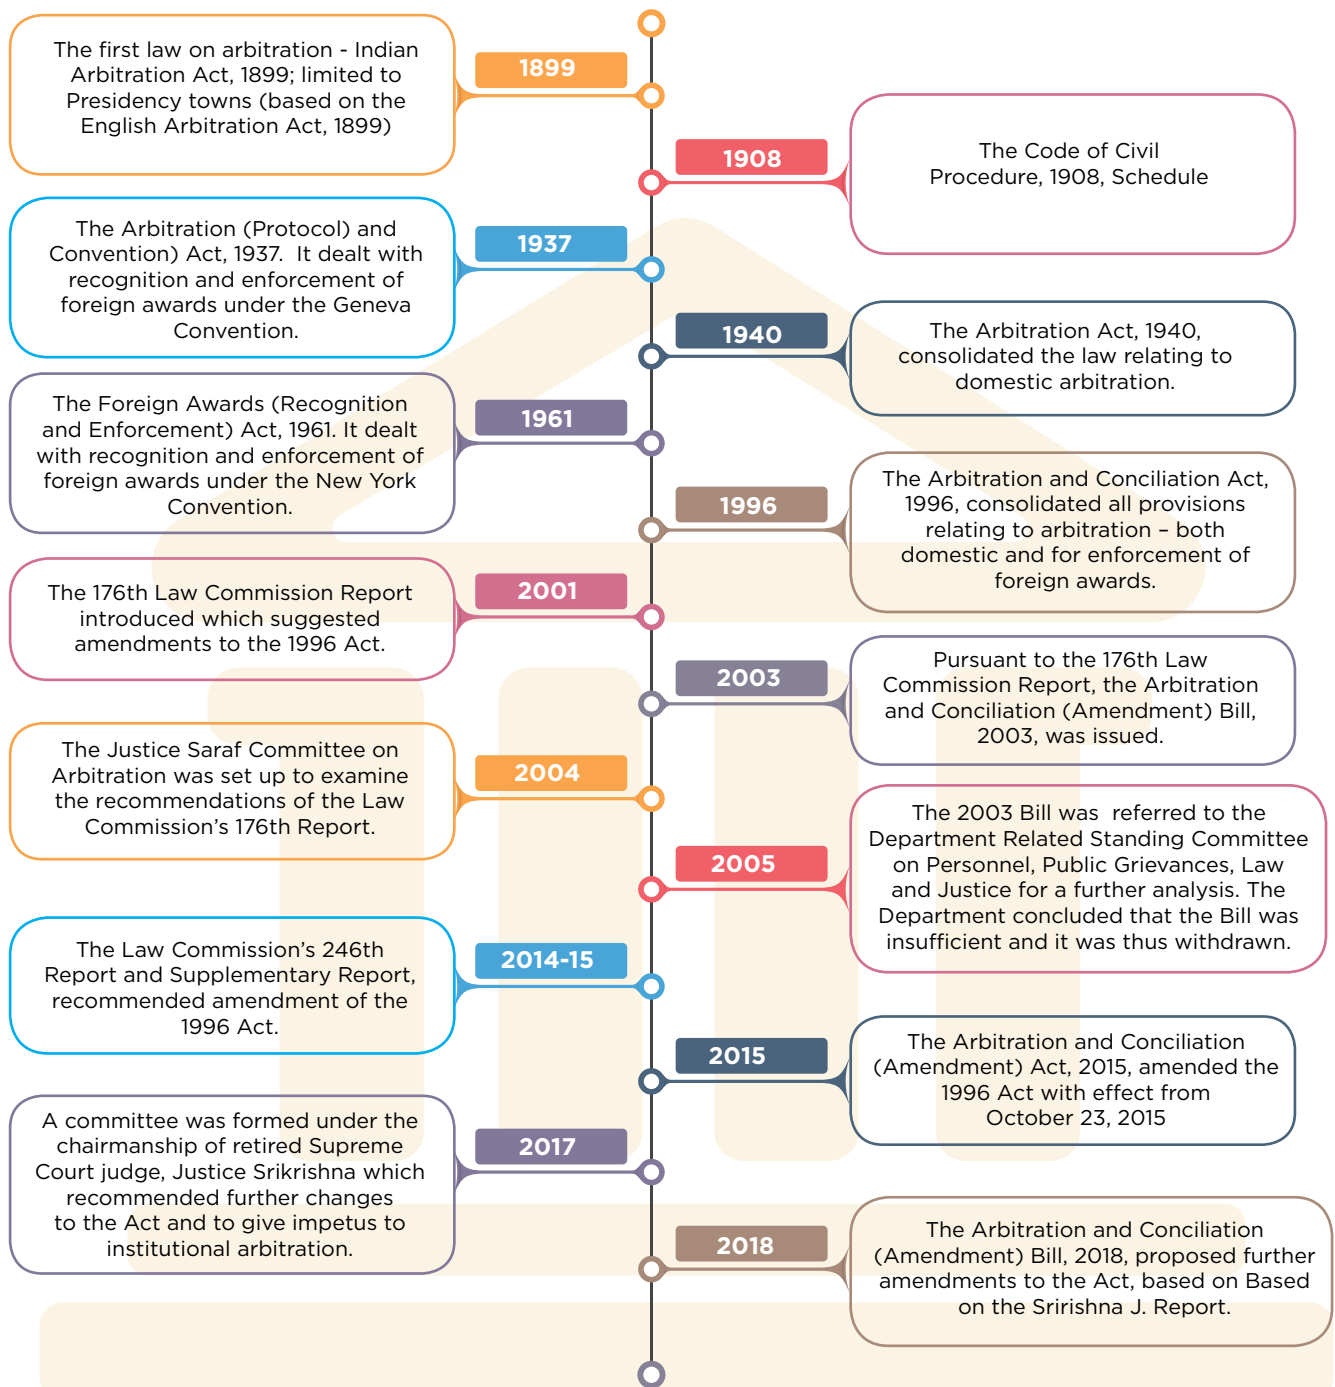 The first law on arbitration - Indian
Arbitration Act, 1899; limited to
Presidency towns (based on the
English Arbitration Act, 1899)
1899
1908
The Code of Civil
Procedure, 1908, Schedule
The Arbitration (Protocol) and
Convention) Act, 1937.  It dealt with
recognition and enforcement of
foreign awards under the Geneva
Convention.
1937
1940
The Arbitration Act, 1940,
consolidated the law relating to
domestic arbitration.
The Foreign Awards (Recognition
and Enforcement) Act, 1961. It dealt
with recognition and enforcement of
foreign awards under the New York
Convention.
1961
1996
The Arbitration and Conciliation Act,
1996, consolidated all provisions
relating to arbitration – both
domestic and for enforcement of
foreign awards.
The 176th Law Commission Report
introduced which suggested
amendments to the 1996 Act.
2001
2003
Pursuant to the 176th Law
Commission Report, the Arbitration
and Conciliation (Amendment) Bill,
2003, was issued.
The Justice Saraf Committee on
Arbitration was set up to examine
the recommendations of the Law
Commission’s 176th Report.
2004
2005
The 2003 Bill was  referred to the
Department Related Standing Committee
on Personnel, Public Grievances, Law
and Justice for a further analysis. The
Department concluded that the Bill was
insufficient and it was thus withdrawn.
The Law Commission’s 246th
Report and Supplementary Report,
recommended amendment of the
1996 Act.
2014-15
2015
The Arbitration and Conciliation
(Amendment) Act, 2015, amended the
1996 Act with effect from
October 23, 2015
A committee was formed under the
chairmanship of retired Supreme
Court judge, Justice Srikrishna which
recommended further changes
to the Act and to give impetus to
institutional arbitration.
2017
2018
The Arbitration and Conciliation
(Amendment) Bill, 2018, proposed further
amendments to the Act, based on Based
on the Sririshna J. Report.